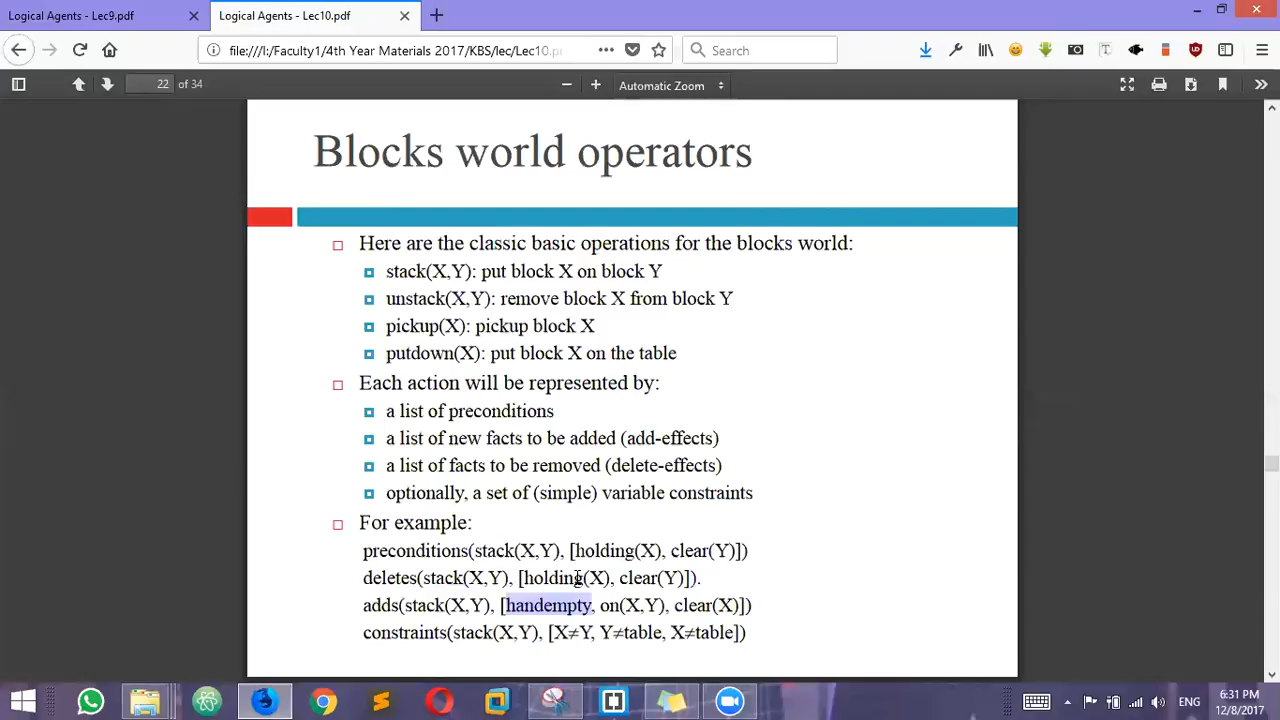 Logical Agents - Lec9.pdf
Logical Agents - Lec10.pdf
file:///I:/Faculty1/4th Year Materials 2017/KBS/lec/Lec10.p
Search
22 of 34
Automatic Zoom
Blocks world operators
Here are the classic basic operations for the blocks world:
stack(X,Y): put block X on block Y
unstack(X,Y): remove block X from block Y
pickup(X): pickup block X
putdown(X): put block X on the table
Each action will be represented by:
a list of preconditions
a list of new facts to be added (add-effects)
a list of facts to be removed (delete-effects)
optionally, a set of (simple) variable constraints
For example:
preconditions(stack(X,Y), [holding(X), clear(Y)])
deletes(stack(X,Y), [holding(X), clear(Y)]).
adds(stack(X,Y), [handempty, on(X,Y), clear(X)])
constraints(stack(X,Y), [X≠Y, Y≠table, X≠table])
ENG
6:31 PM
12/8/2017